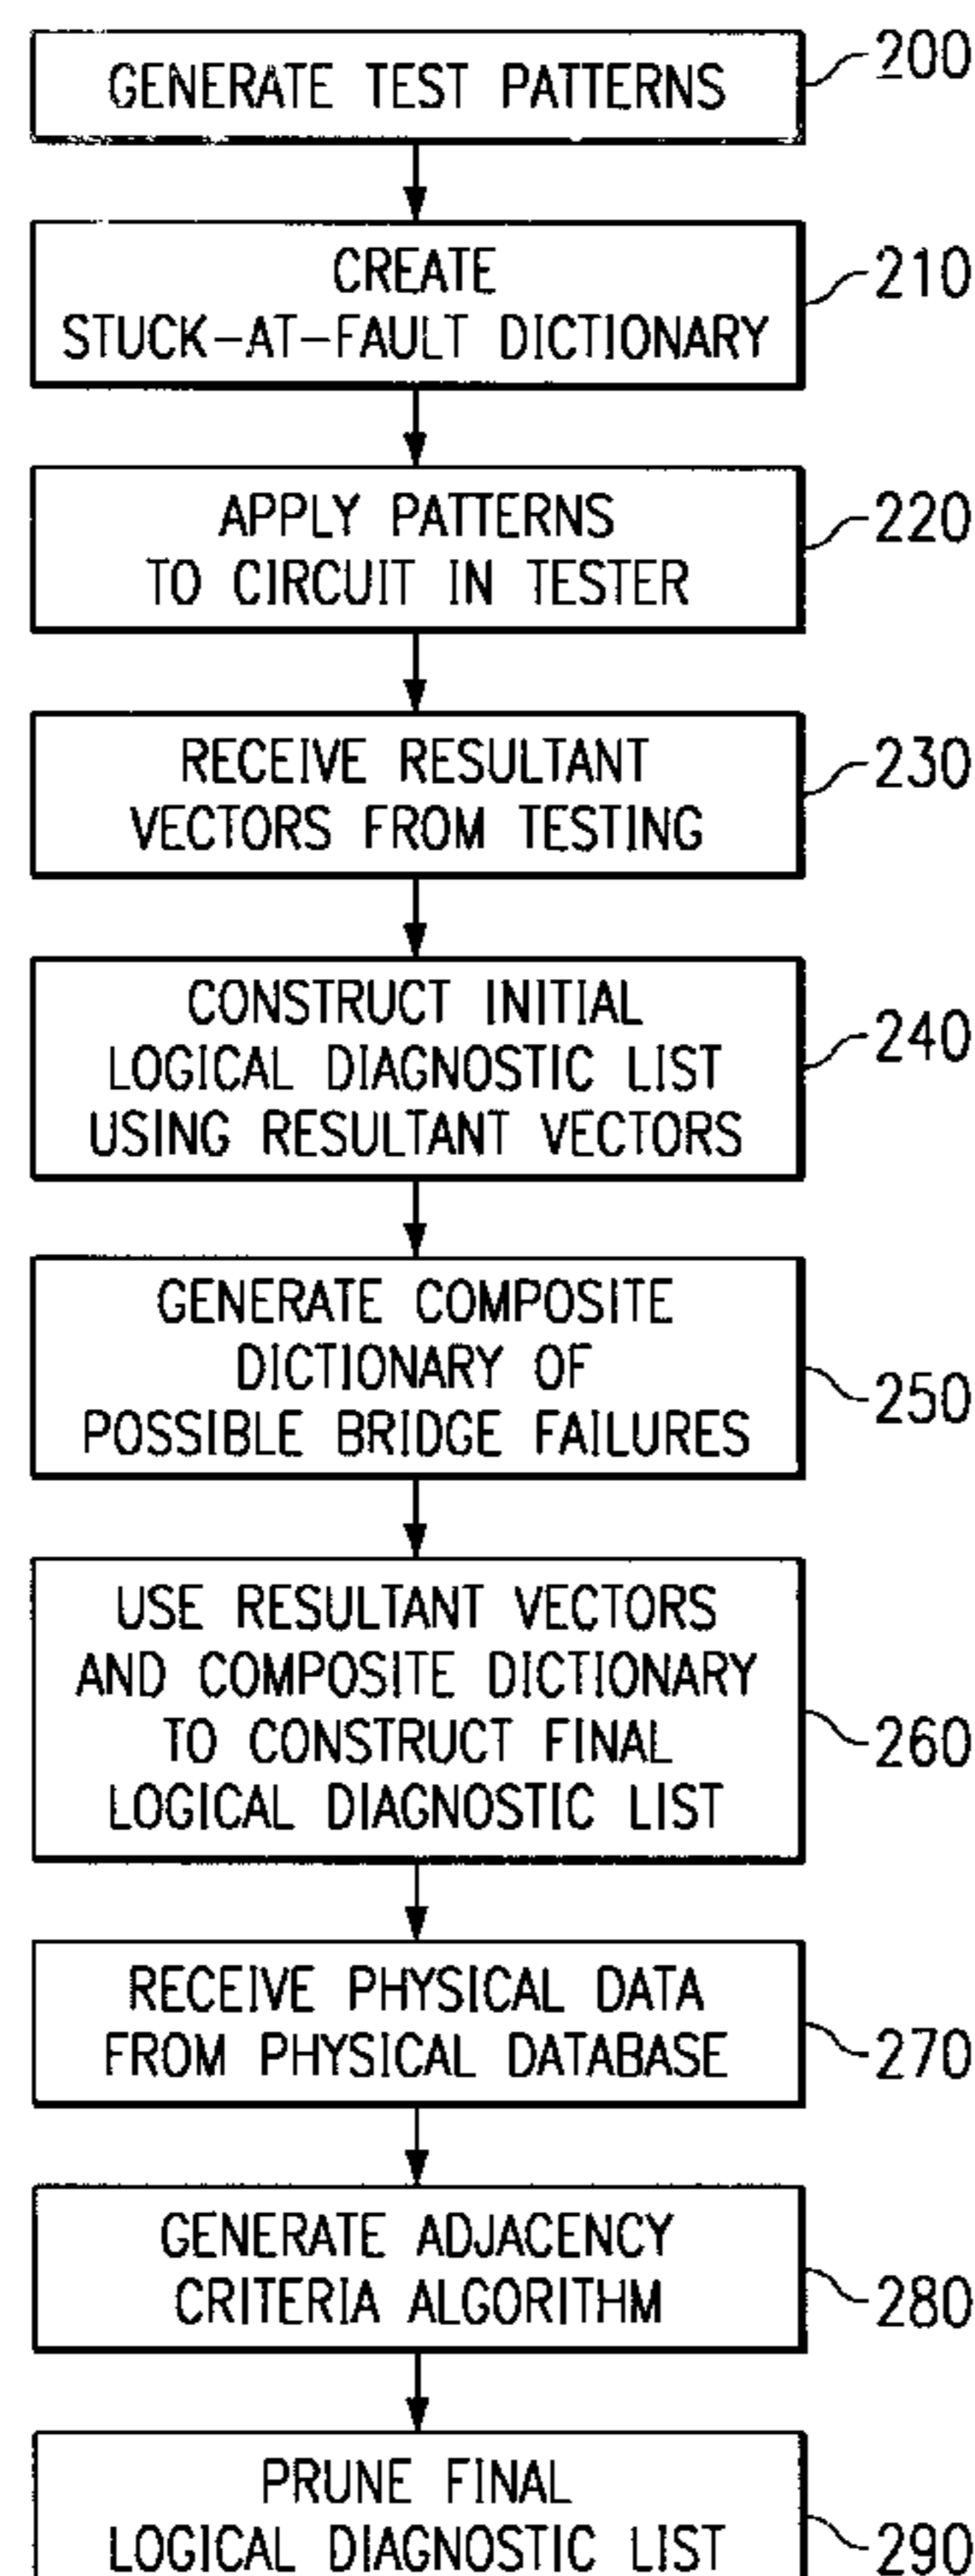 GENERATE TEST PATTERNS
200
CREATE
STUCK-AT-FAULT DICTIONARY
210
APPLY PATTERNS
TO CIRCUIT IN TESTER
220
RECEIVE RESULTANT
VECTORS FROM TESTING
230
CONSTRUCT INITIAL
LOGICAL DIAGNOSTIC LIST
USING RESULTANT VECTORS
240
GENERATE COMPOSITE
DICTIONARY OF
POSSIBLE BRIDGE FAILURES
250
USE RESULTANT VECTORS
AND COMPOSITE DICTIONARY
TO CONSTRUCT FINAL
LOGICAL DIAGNOSTIC LIST
260
RECEIVE PHYSICAL DATA
FROM PHYSICAL DATABASE
270
GENERATE ADJACENCY
CRITERIA ALGORITHM
280
PRUNE FINAL
LOGICAL DIAGNOSTIC LIST
290